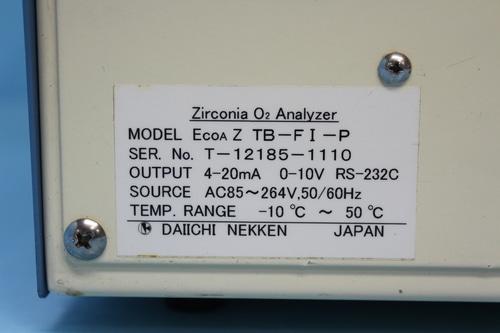 Zirconia O₂ Analyzer
MODEL ECOA Z TB-FI-P
SER. No. T-12185-1110
OUTPUT 4-20mA 0-10V RS-232C
SOURCE AC85~264V,50/60Hz
TEMP. RANGE -10 ℃ ~ 50 ℃
DAIICHI NEKKEN JAPAN